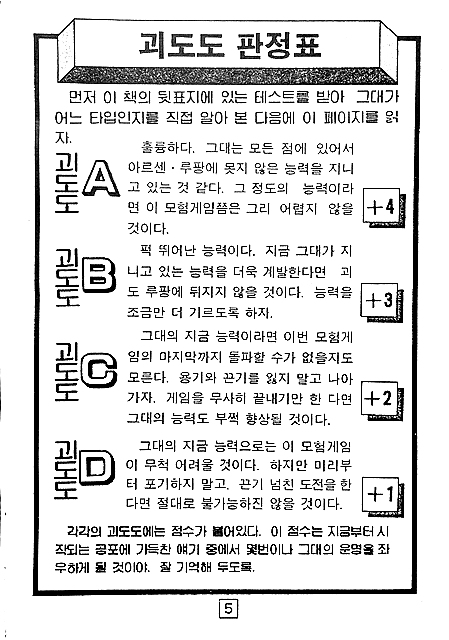 괴도도 판정표
먼저 이 책의 뒷표지에 있는 테스트를 받아 그대가
어느 타입인지를 직접 알아 본 다음에 이 페이지를 읽
자.
괴도도 A
훌륭하다. 그대는 모든 점에 있어서
아르센·루팡에 못지 않은 능력을 지니
고 있는 것 같다. 그 정도의 능력이라
면 이 모험게임쯤은 그리 어렵지 않을
것이다.
+4
괴도도 B
퍽 뛰어난 능력이다. 지금 그대가 지
니고 있는 능력을 더욱 계발한다면 괴
도 루팡에 뒤지지 않을 것이다. 능력을
조금만 더 기르도록 하자.
+3
괴도도 C
그대의 지금 능력이라면 이번 모험게
임의 마지막까지 돌파할 수가 없을지도
모른다. 용기와 끈기를 잃지 말고 나아
가자. 게임을 무사히 끝내기만 한 다면
그대의 능력도 부쩍 향상될 것이다.
+2
괴도도 D
그대의 지금 능력으로는 이 모험게임
이 무척 어려울 것이다. 하지만 미리부
터 포기하지 말고. 끈기 넘친 도전을 한
다면 절대로 불가능하진 않을 것이다.
+1
각각의 괴도도에는 점수가 붙어있다. 이 점수는 지금부터 시
작되는 공포에 가득찬 얘기 중에서 몇번이나 그대의 운명을 좌
우하게 될 것이야. 잘 기억해 두도록.
5